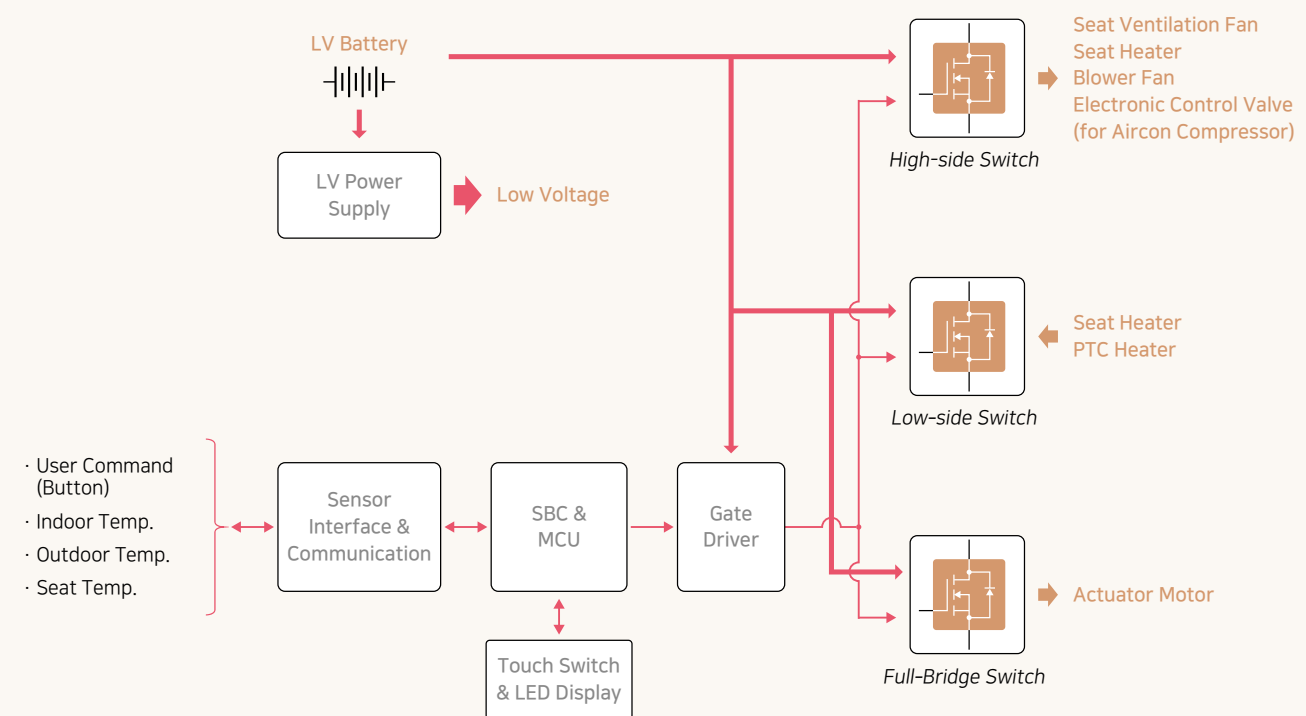 LV Battery
LV Power
Supply
Low Voltage
Seat Ventilation Fan
Seat Heater
Blower Fan
Electronic Control Valve
(for Aircon Compressor)
High-side Switch
Seat Heater
PTC Heater
Low-side Switch
· User Command
(Button)
· Indoor Temp.
· Outdoor Temp.
· Seat Temp.
Sensor
Interface &
Communication
SBC &
MCU
Gate
Driver
Touch Switch
& LED Display
Actuator Motor
Full-Bridge Switch